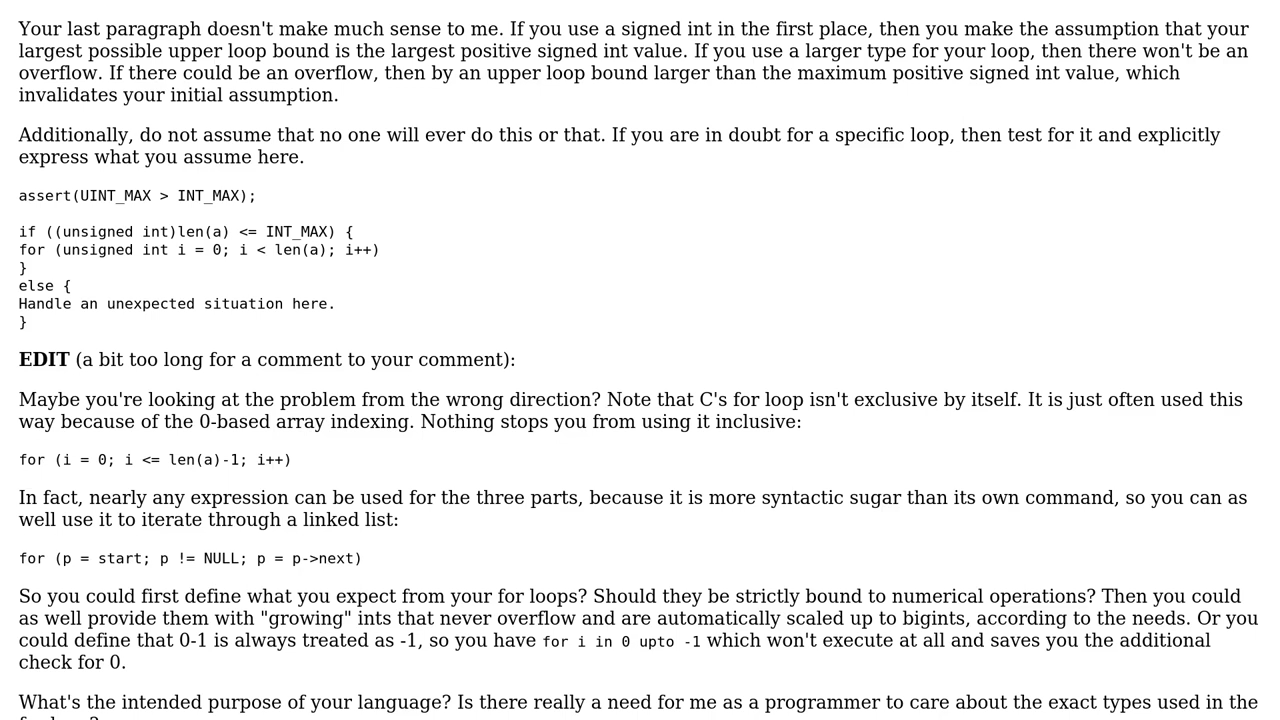 Your last paragraph doesn't make much sense to me. If you use a signed int in the first place, then you make the assumption that your
largest possible upper loop bound is the largest positive signed int value. If you use a larger type for your loop, then there won't be an
overflow. If there could be an overflow, then by an upper loop bound larger than the maximum positive signed int value, which
invalidates your initial assumption.
Additionally, do not assume that no one will ever do this or that. If you are in doubt for a specific loop, then test for it and explicitly
express what you assume here.
assert(UINT_MAX > INT_MAX);
if ((unsigned int)len(a) <= INT_MAX) {
for (unsigned int i = 0; i < len(a); i++)
}
else {
Handle an unexpected situation here.
}
EDIT (a bit too long for a comment to your comment):
Maybe you're looking at the problem from the wrong direction? Note that C's for loop isn't exclusive by itself. It is just often used this
way because of the 0-based array indexing. Nothing stops you from using it inclusive:
for (i = 0; i <= len(a)-1; i++)
In fact, nearly any expression can be used for the three parts, because it is more syntactic sugar than its own command, so you can as
well use it to iterate through a linked list:
for (p = start; p != NULL; p = p->next)
So you could first define what you expect from your for loops? Should they be strictly bound to numerical operations? Then you could
as well provide them with "growing" ints that never overflow and are automatically scaled up to bigints, according to the needs. Or you
could define that 0-1 is always treated as -1, so you have for i in 0 upto -1 which won't execute at all and saves you the additional
check for 0.
What's the intended purpose of your language? Is there really a need for me as a programmer to care about the exact types used in the